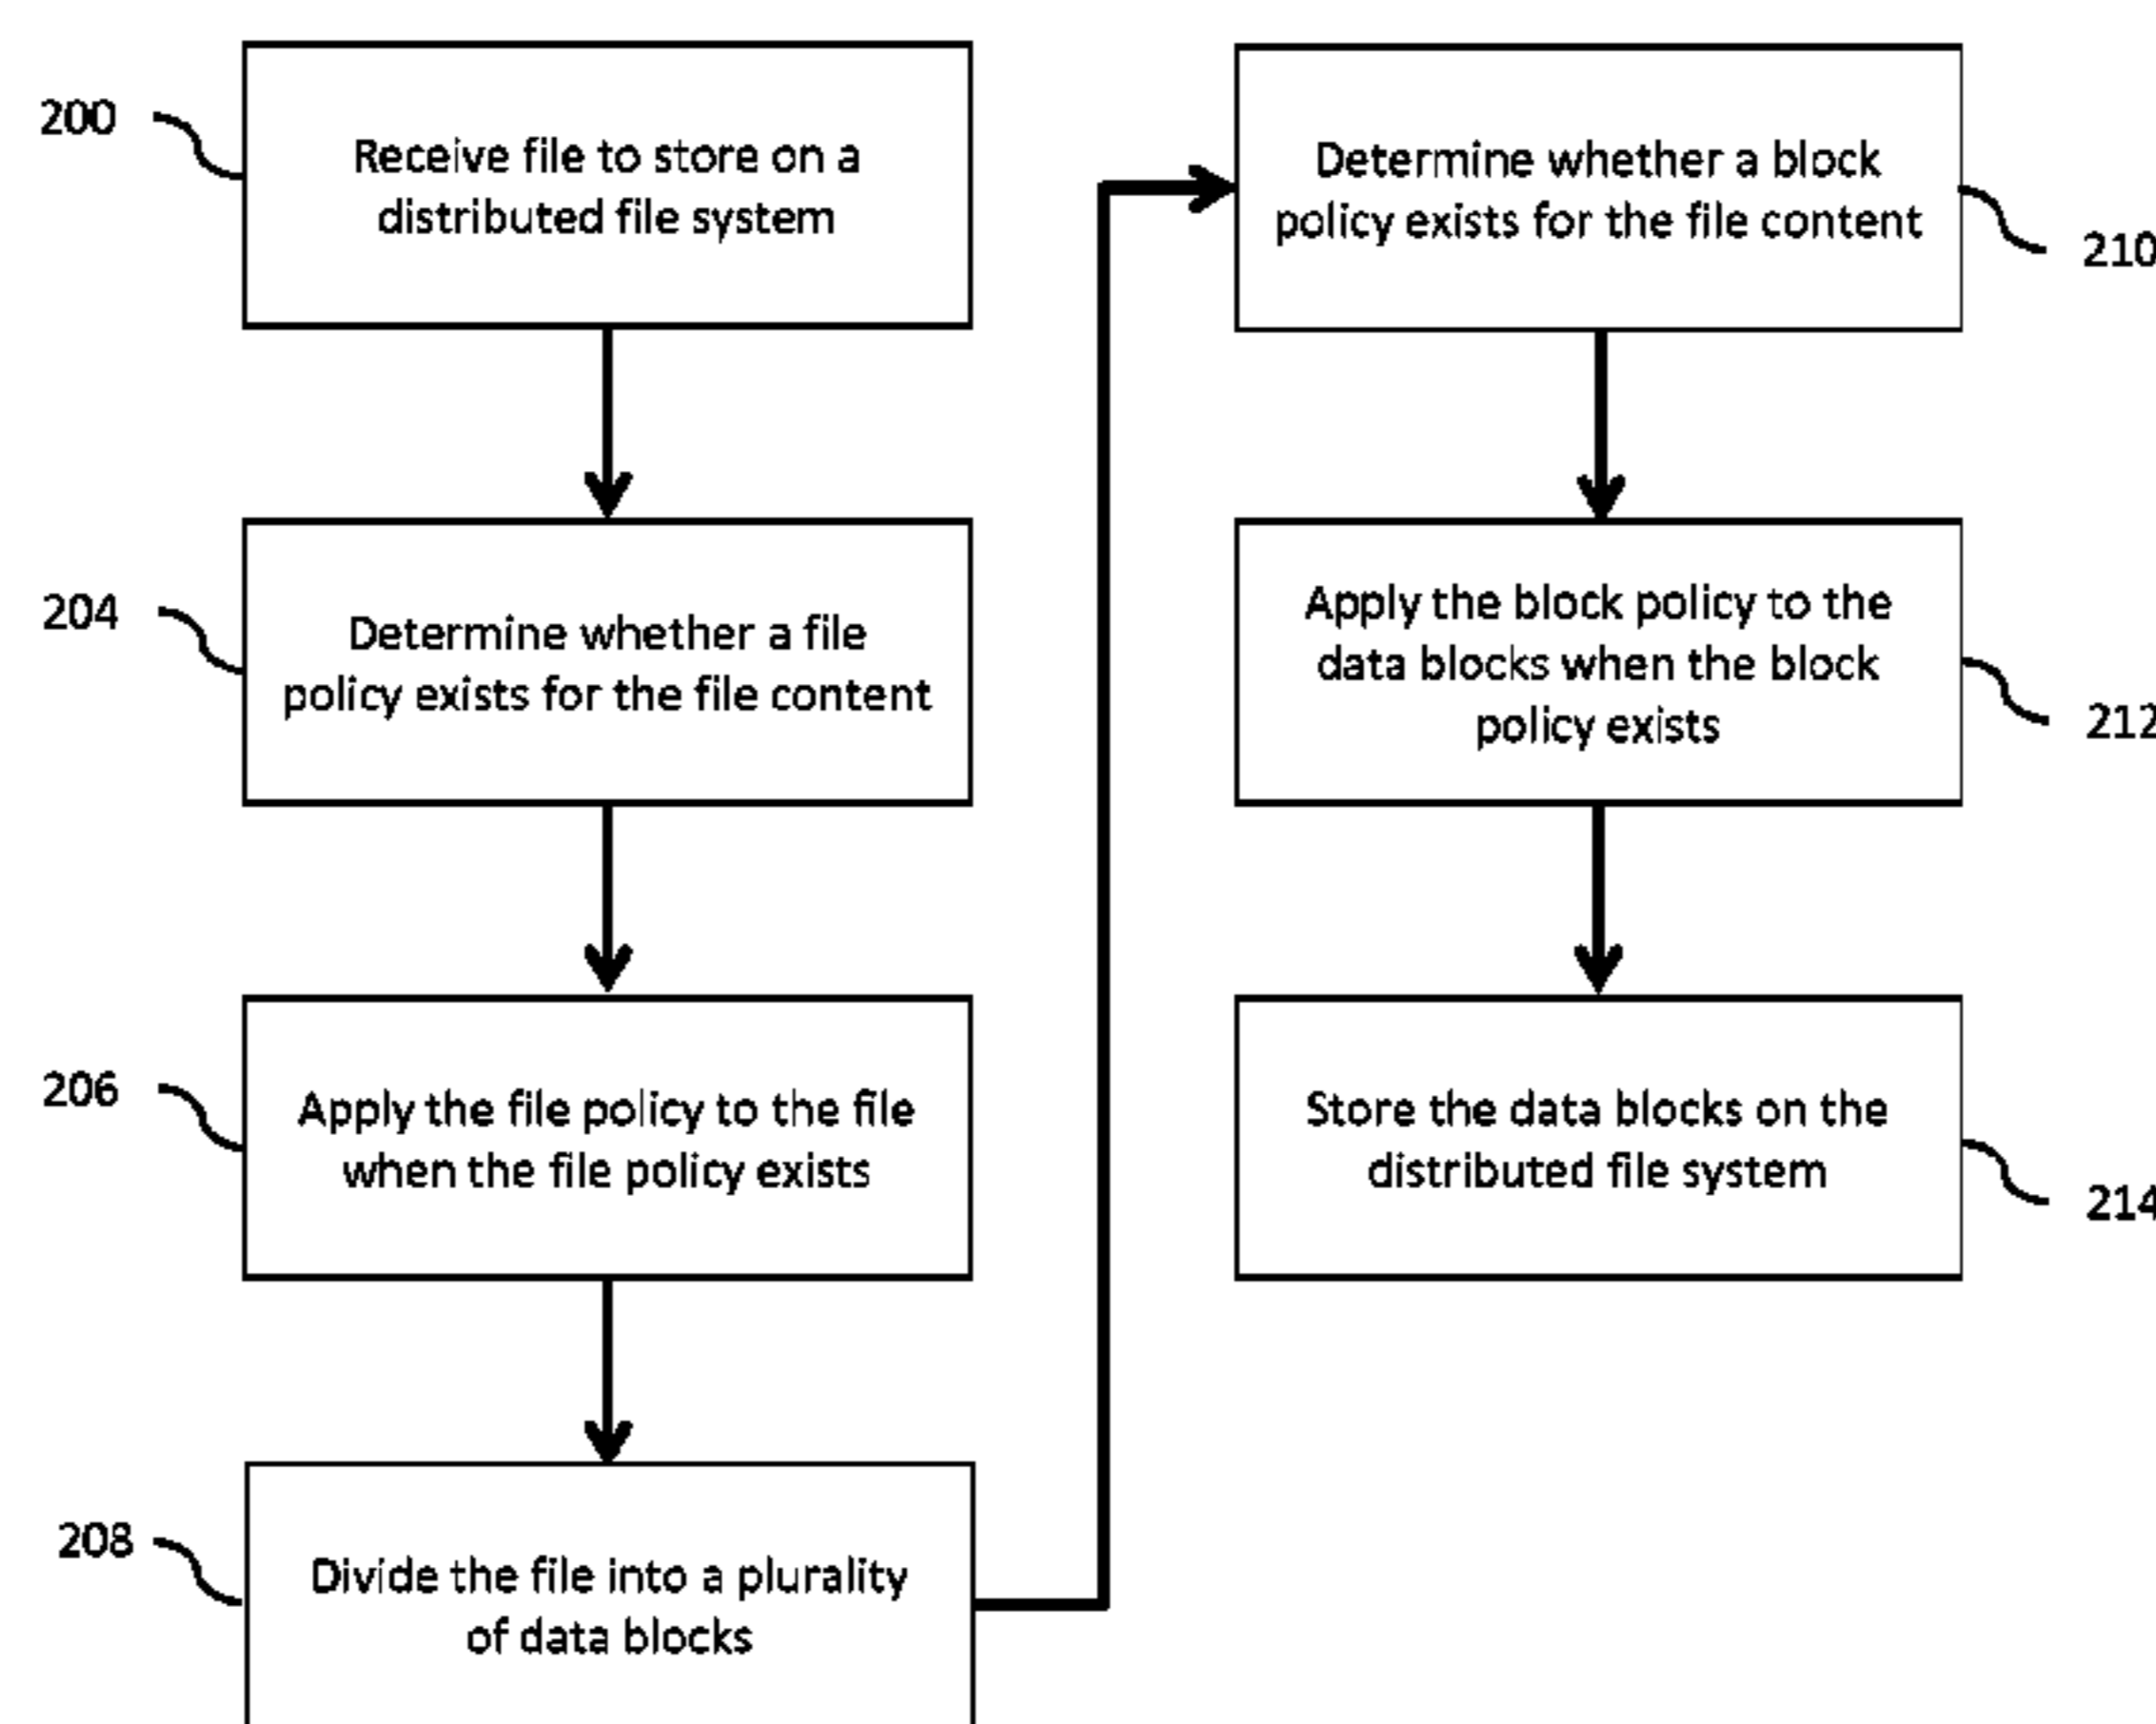 200
Receive file to store on a
distributed file system
204
Determine whether a file
policy exists for the file content
206
Apply the file policy to the file
when the file policy exists
208
Divide the file into a plurality
of data blocks
Determine whether a block
policy exists for the file content
210
Apply the block policy to the
data blocks when the block
policy exists
212
Store the data blocks on the
distributed file system
214